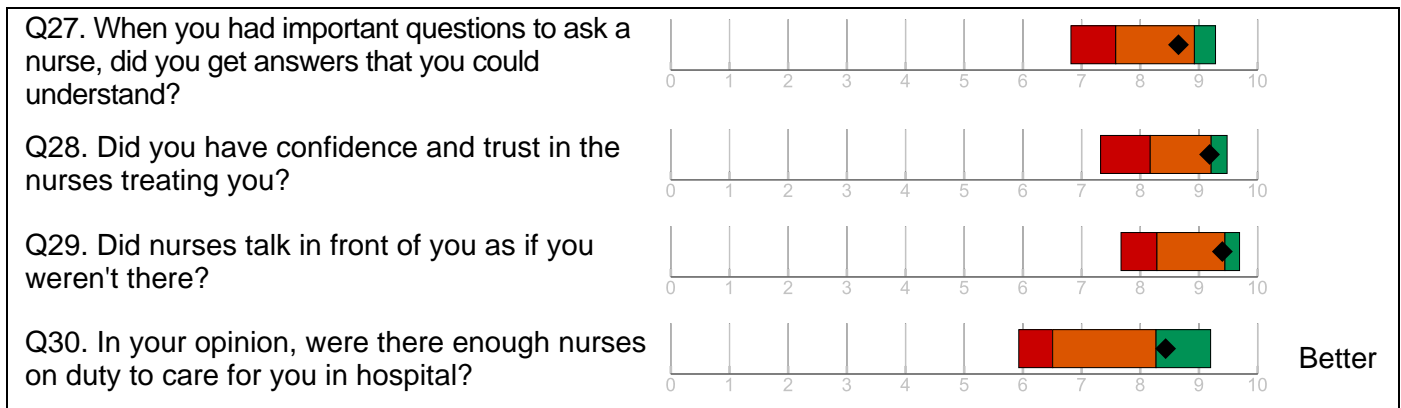 Q27. When you had important questions to ask a
nurse, did you get answers that you could
understand?
0 1 2 3 4 5 6 7 8 9 10
Q28. Did you have confidence and trust in the
nurses treating you?
0 1 2 3 4 5 6 7 8 9 10
Q29. Did nurses talk in front of you as if you
weren't there?
0 1 2 3 4 5 6 7 8 9 10
Q30. In your opinion, were there enough nurses
on duty to care for you in hospital?
0 1 2 3 4 5 6 7 8 9 10
Better